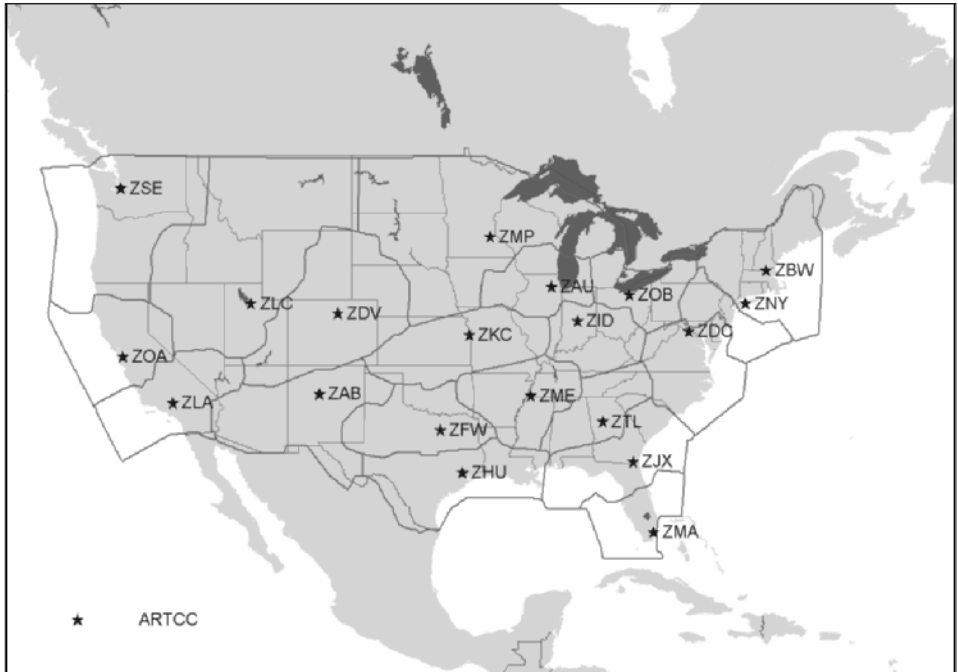 ZSE
ZMP
ZBW
ZAU
ZOB
ZLC
ZNY
ZDV
ZID
ZDC
ZKC
ZOA
ZAB
ZME
ZLA
ZTL
ZFW
ZJX
ZHU
ZMA
ARTCC